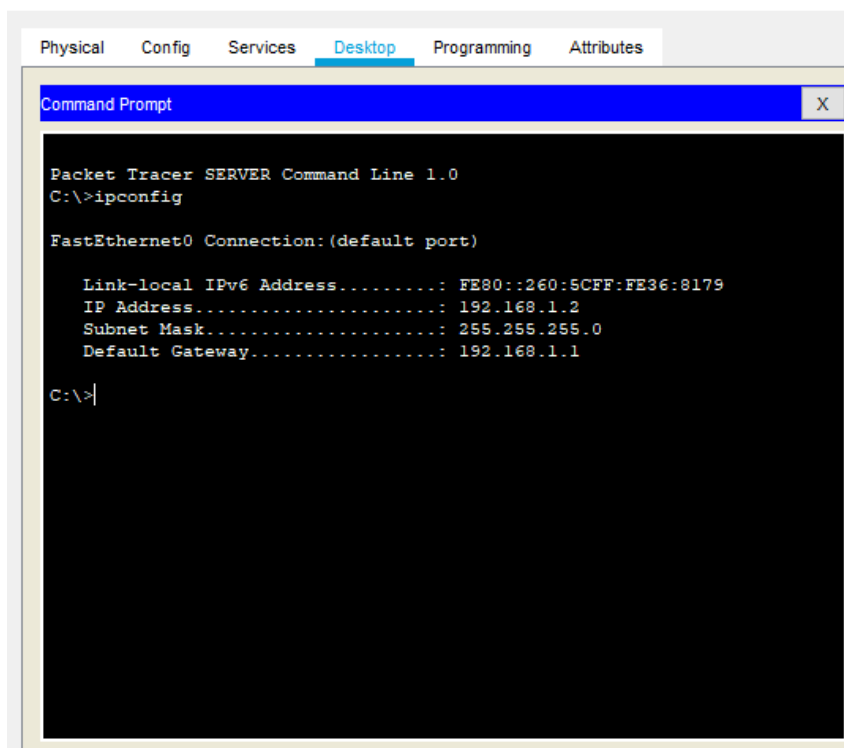 Physical Config Services Desktop Programming Attributes
Command Prompt X
Packet Tracer SERVER Command Line 1.0
C:\>ipconfig
FastEthernet0 Connection:(default port)
Link-local IPv6 Address.........: FE80::260:5CFF:FE36:8179
IP Address......................: 192.168.1.2
Subnet Mask.....................: 255.255.255.0
Default Gateway.................: 192.168.1.1
C:\>